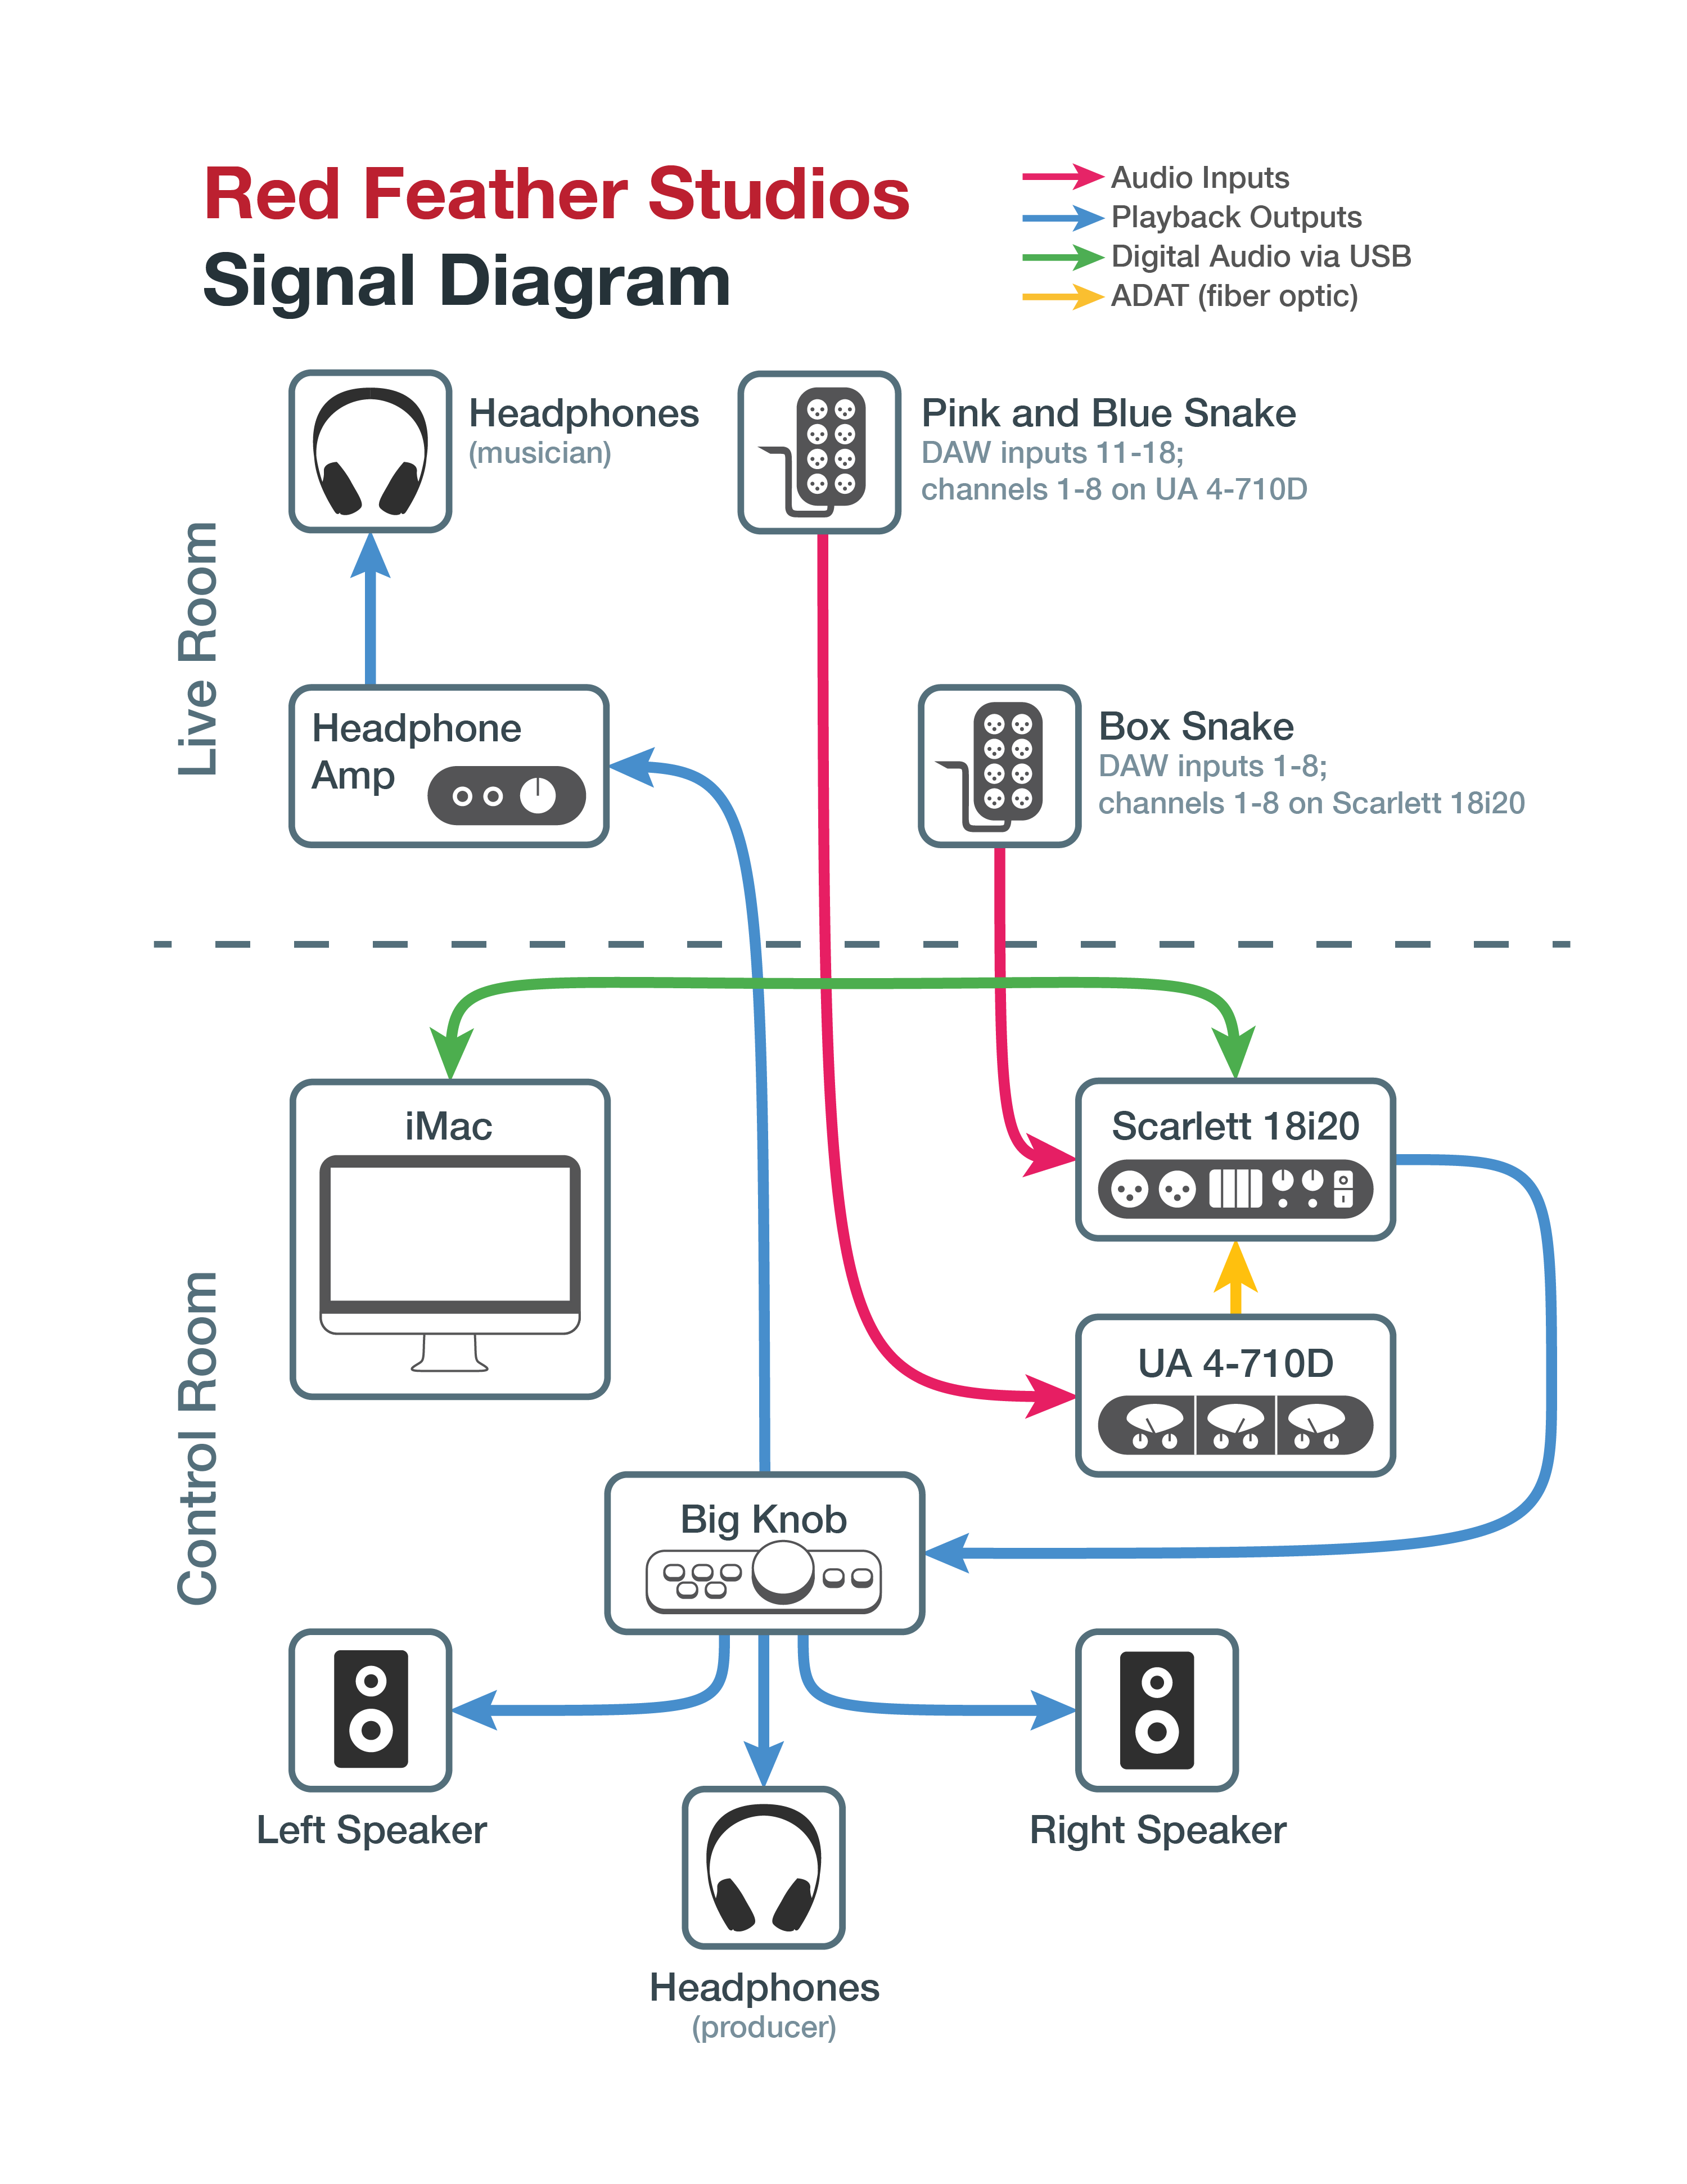 Red Feather Studios
Signal Diagram
Audio Inputs
Playback Outputs
Digital Audio via USB
ADAT (fiber optic)
Live Room
Headphones
(musician)
Pink and Blue Snake
DAW inputs 11-18;
channels 1-8 on UA 4-710D
Headphone
Amp
Box Snake
DAW inputs 1-8;
channels 1-8 on Scarlett 18i20
Control Room
iMac
Scarlett 18i20
UA 4-710D
Big Knob
Left Speaker
Right Speaker
Headphones
(producer)